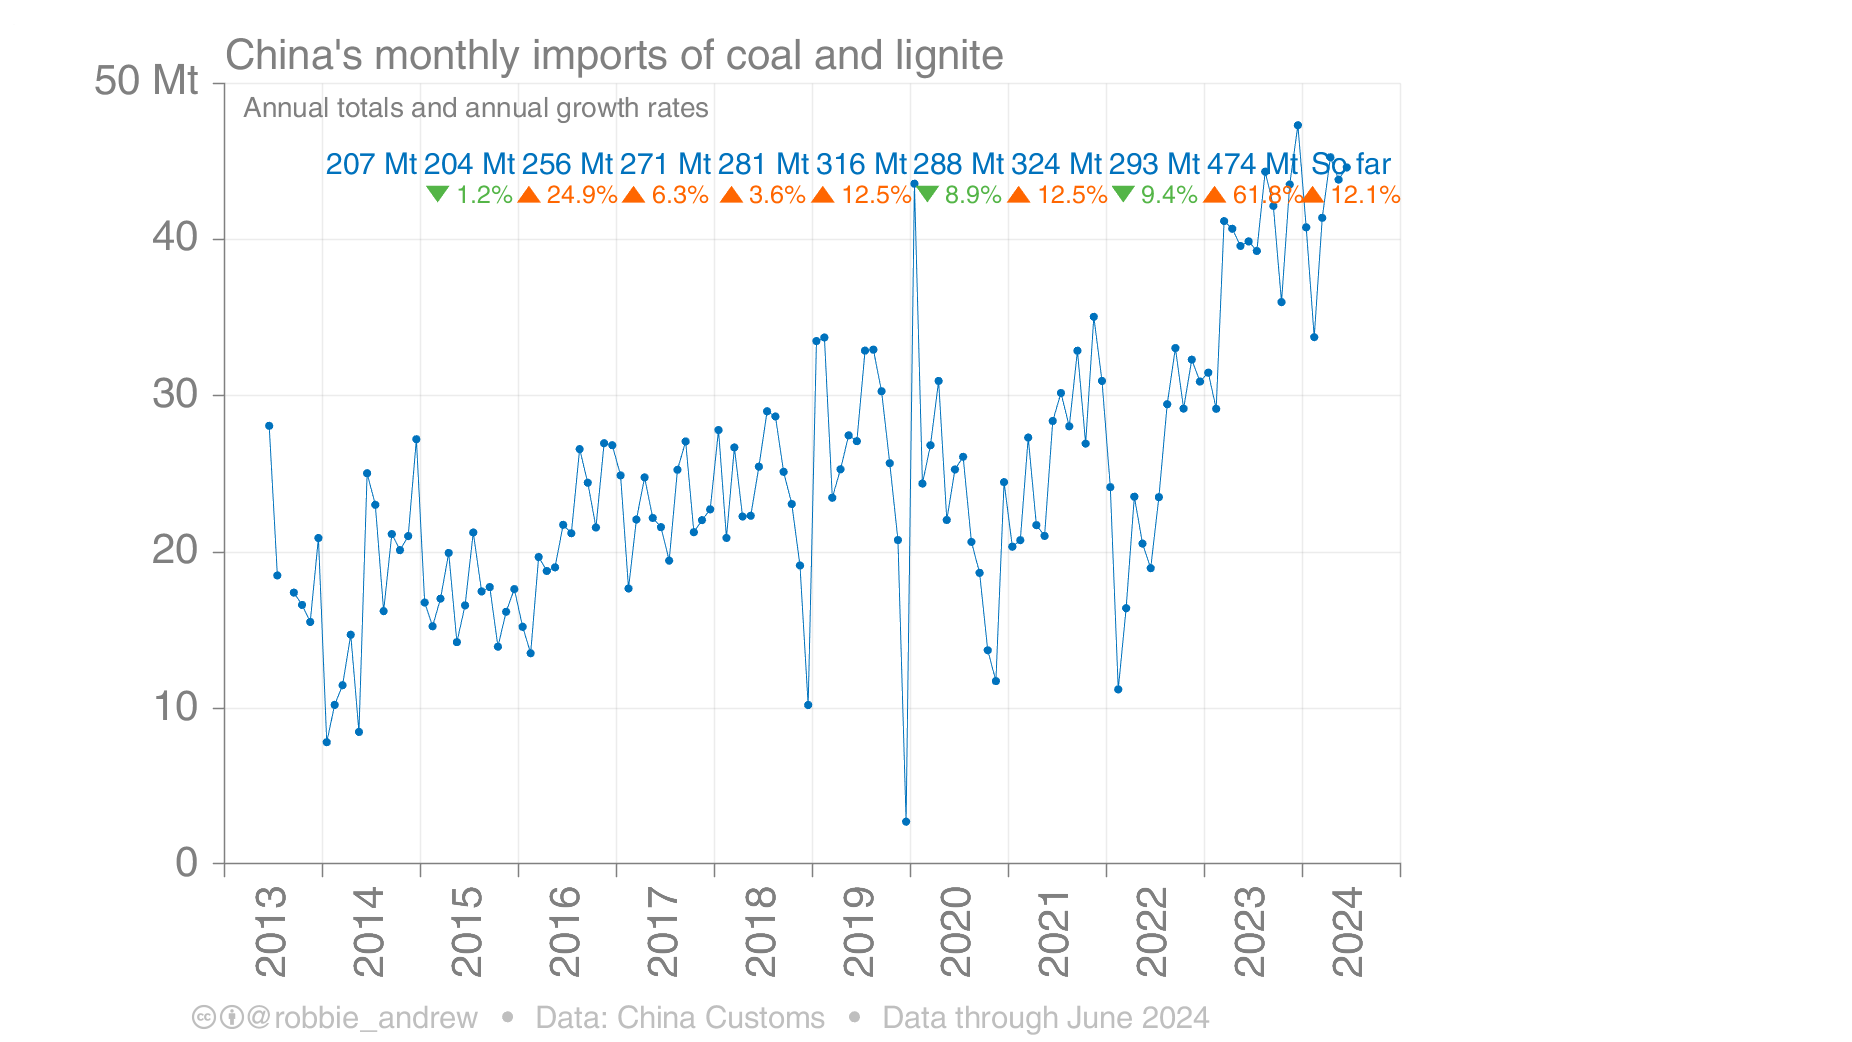 China's monthly imports of coal and lignite
50 Mt
Annual totals and annual growth rates
207 Mt 204 Mt 256 Mt 271 Mt 281 Mt 316 Mt 288 Mt 324 Mt 293 Mt 474 Mt So far
▼ 1.2% ▲ 24.9% ▲ 6.3% ▲ 3.6% ▲ 12.5% ▼ 8.9% ▲ 12.5% ▼ 9.4% ▲ 61.8% ▲ 12.1%
40
30
20
10
0
2013 2014 2015 2016 2017 2018 2019 2020 2021 2022 2023 2024
@robbie_andrew • Data: China Customs • Data through June 2024